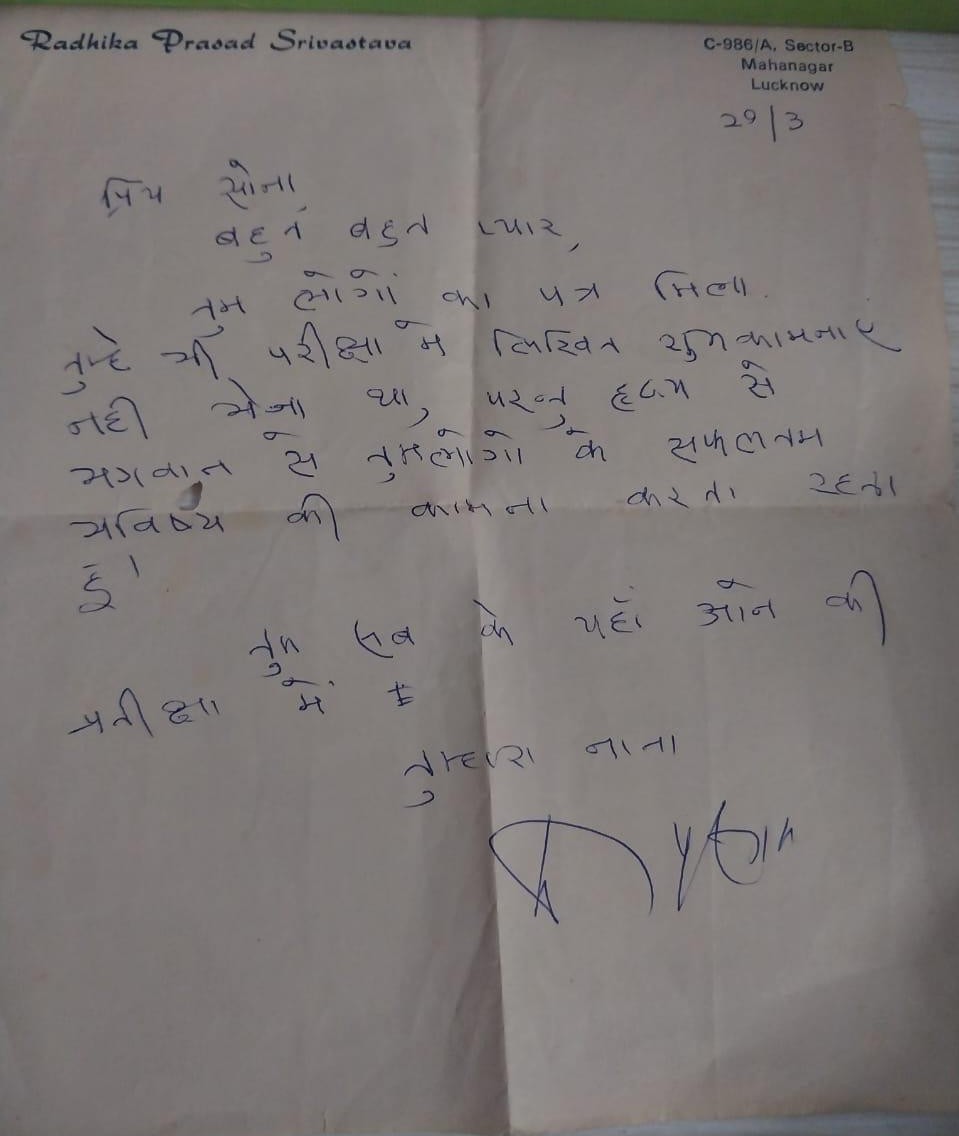 Radhika Prasad Srivastava
C-986/A, Sector-B
Mahanagar
Lucknow
29/3
प्रिय सोना
बहुत बहुत प्यार,
तुम लोगों का पत्र मिला.
तुम्हे भी परीक्षा में लिखित शुभकामनाए
नही भेजा था, परन्तु हृदय से
भगवान से तुमलोगो के सफलतम
भविष्य की कामना करता रहता
हूं।
तुम सब के यहाँ आने की
प्रतीक्षा में
तुम्हारा नाना